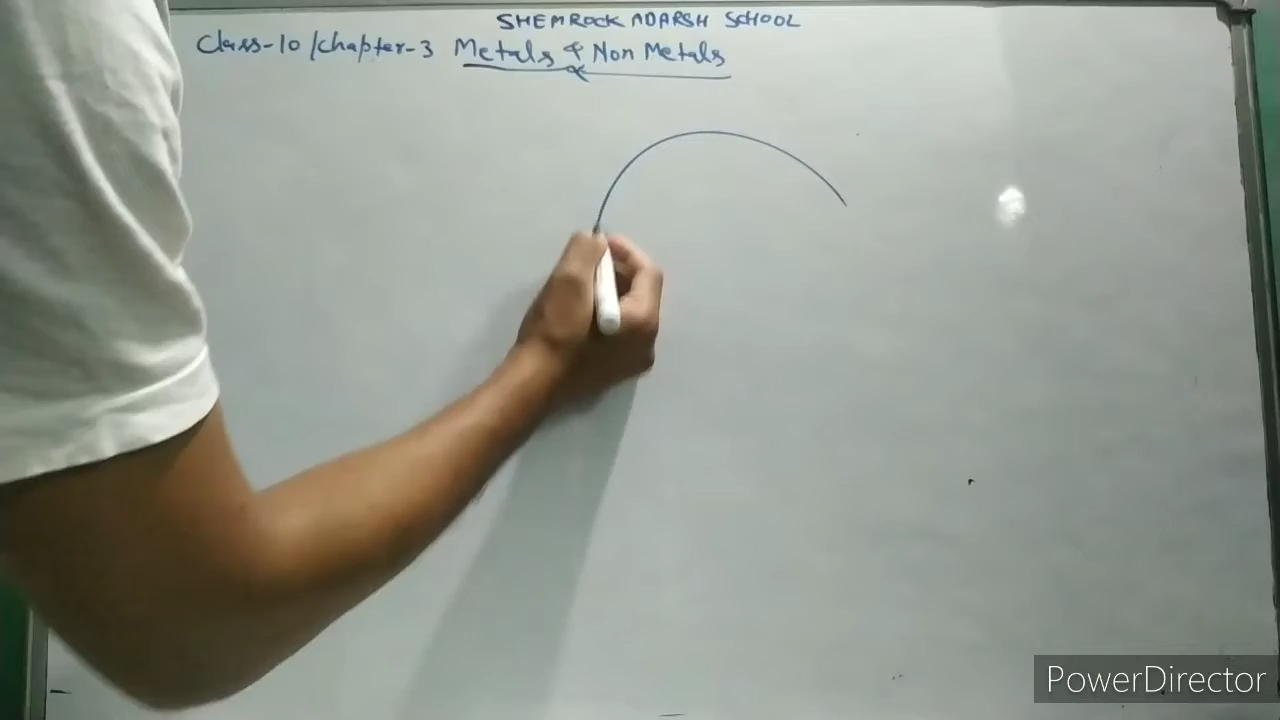 SHEMROCK ADARSH SCHOOL
Class-10/chapter-3 Metals & Non Metals
PowerDirector